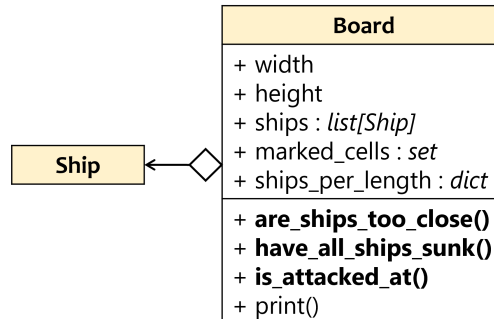 Board
+ width
+ height
+ ships : list[Ship]
+ marked_cells : set
+ ships_per_length : dict
Ship
+ are_ships_too_close()
+ have_all_ships_sunk()
+ is_attacked_at()
+ print()